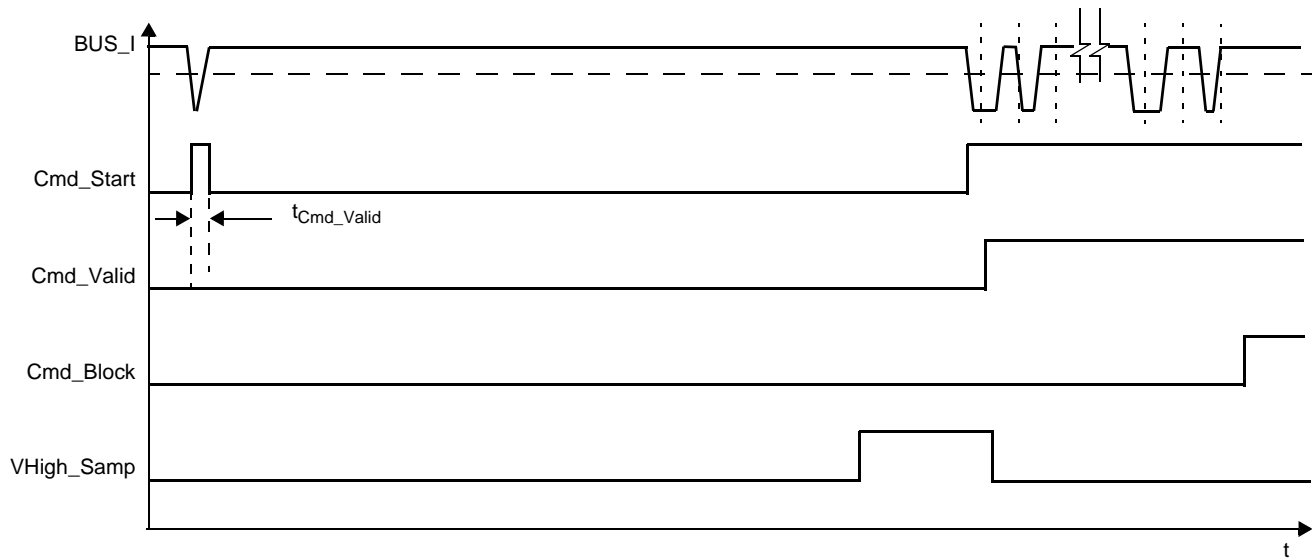 BUS_I
Cmd_Start
tCmd_Valid
Cmd_Valid
Cmd_Block
VHigh_Samp
t